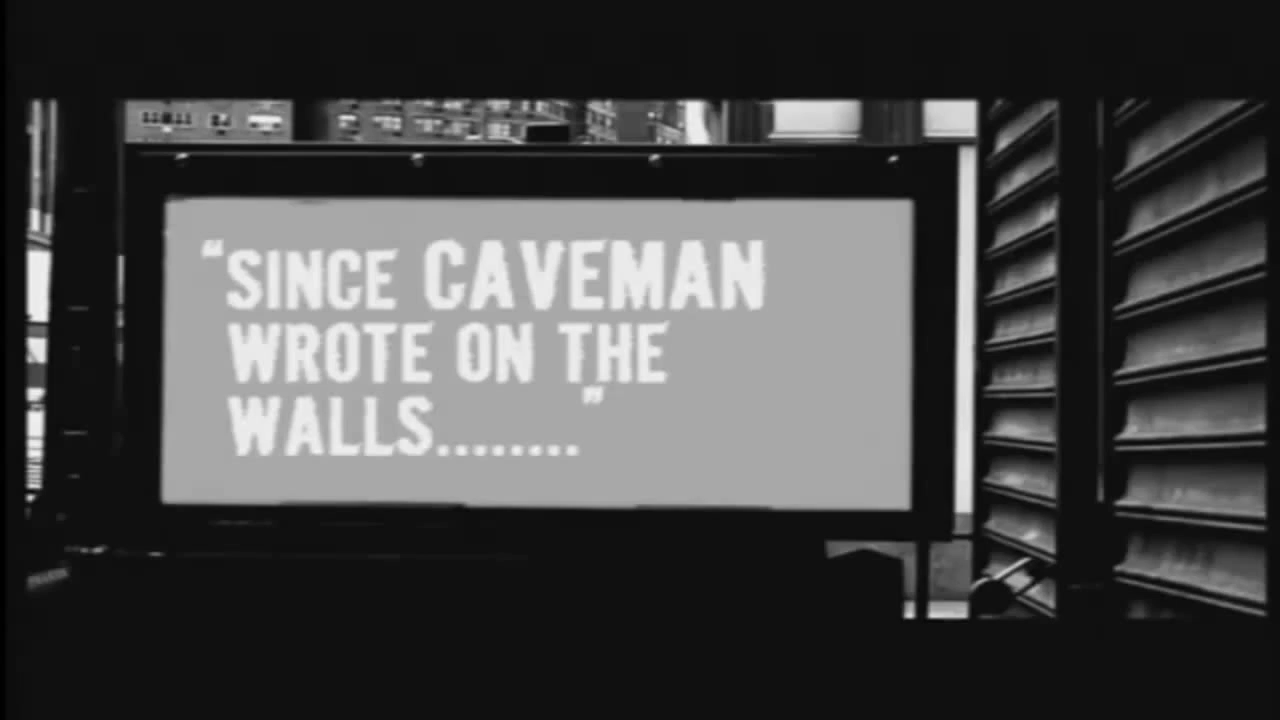 “SINCE CAVEMAN
WROTE ON THE
WALLS........”